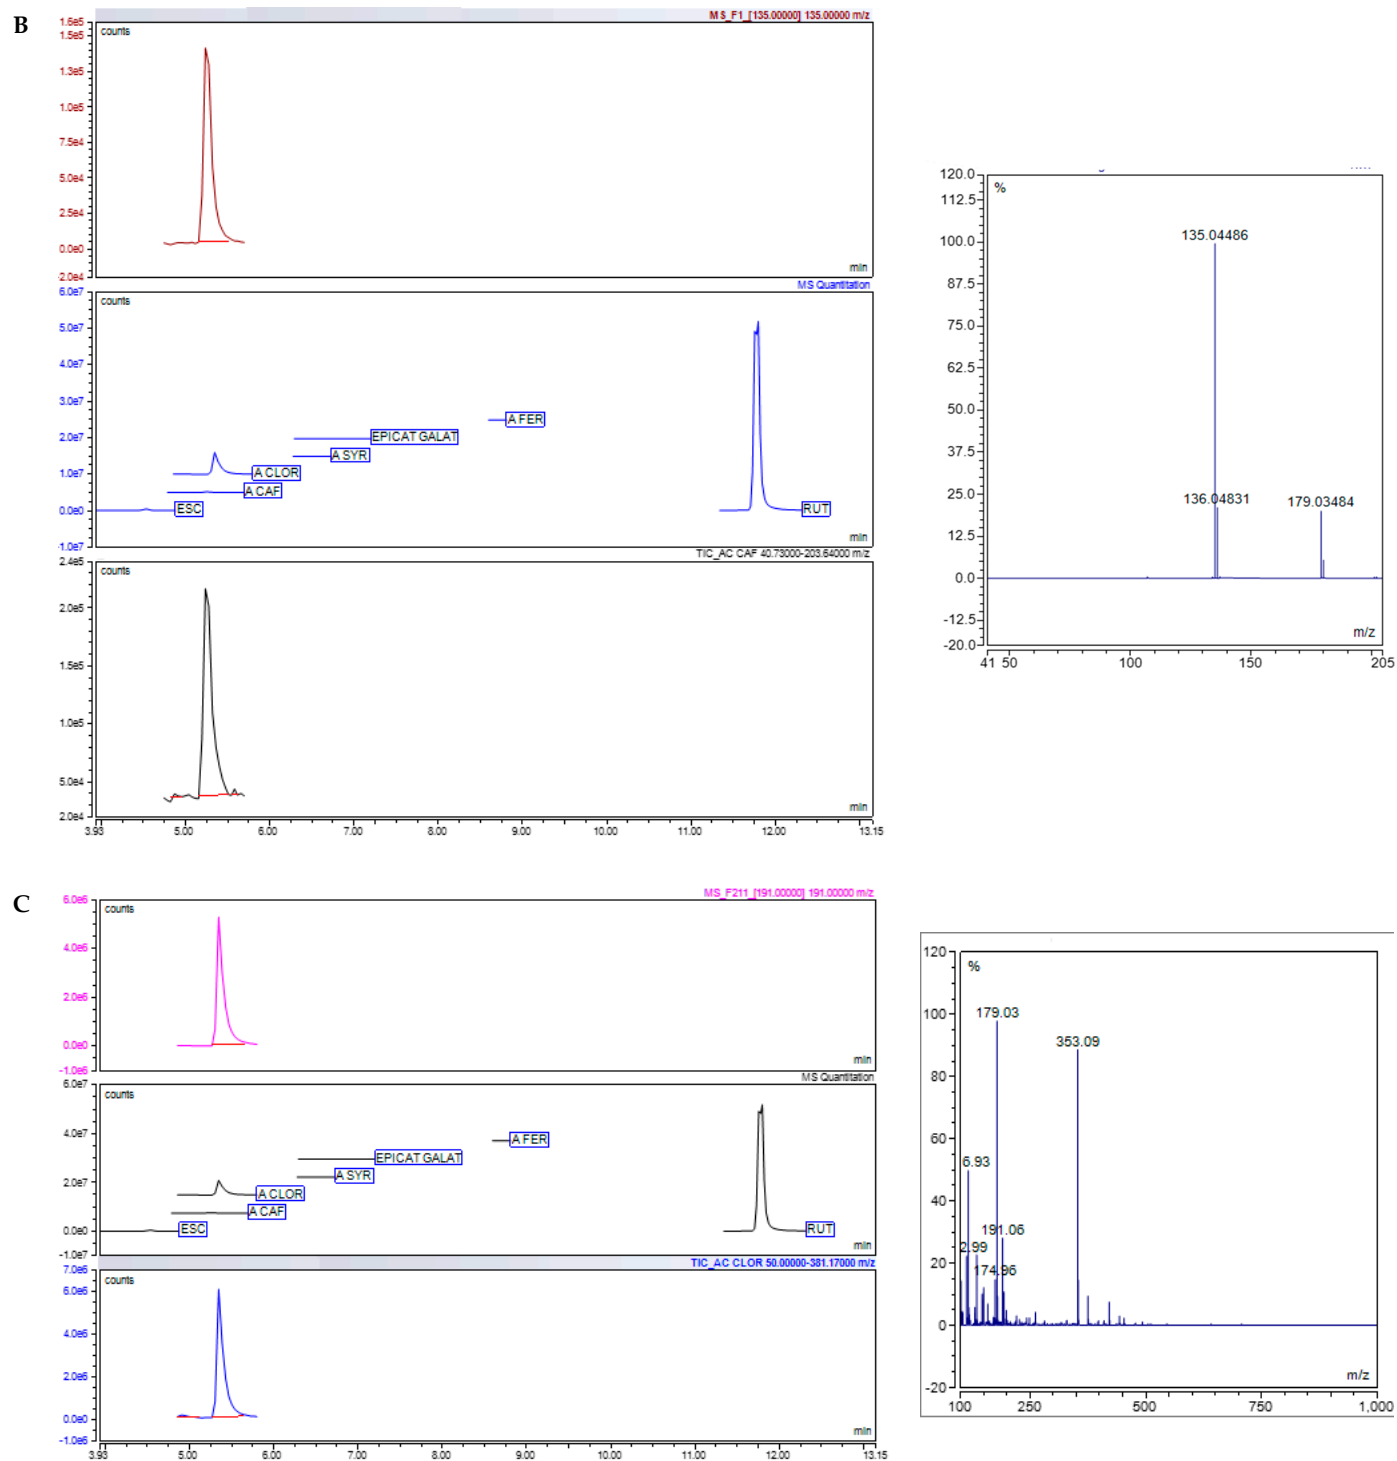 B
MS_F1_[135.00000] 135.00000 m/z
counts
1.6e5
1.5e5
1.3e5
1.0e5
7.5e4
5.0e4
2.5e4
0.0e0
-2.0e4
min
MS Quantitation
counts
6.0e7
5.0e7
4.0e7
3.0e7
2.0e7
1.0e7
0.0e0
-1.0e7
A FER
EPICAT GALAT
A SYR
A CLOR
A CAF
ESC
RUT
min
TIC_AC CAF 40.73000-203.64000 m/z
counts
2.4e5
2.0e5
1.5e5
1.0e5
5.0e4
2.0e4
min
3.93 5.00 6.00 7.00 8.00 9.00 10.00 11.00 12.00 13.15
%
120.0
112.5
100.0
87.5
75.0
62.5
50.0
37.5
25.0
12.5
0.0
-12.5
-20.0
135.04486
136.04831
179.03484
m/z
41 50 100 150 205
C
MS_F211_[191.00000] 191.00000 m/z
counts
6.0e6
4.0e6
2.0e6
0.0e0
-1.0e6
min
MS Quantitation
counts
6.0e7
4.0e7
2.0e7
0.0e0
-1.0e7
A FER
EPICAT GALAT
A SYR
A CLOR
A CAF
ESC
RUT
min
TIC_AC CLOR 50.00000-381.17000 m/z
counts
7.0e6
6.0e6
4.0e6
2.0e6
0.0e0
-1.0e6
min
3.93 5.00 6.00 7.00 8.00 9.00 10.00 11.00 12.00 13.15
%
120
100
80
60
40
20
0
-20
179.03
353.09
6.93
191.06
2.99
174.96
m/z
100 250 500 750 1,000